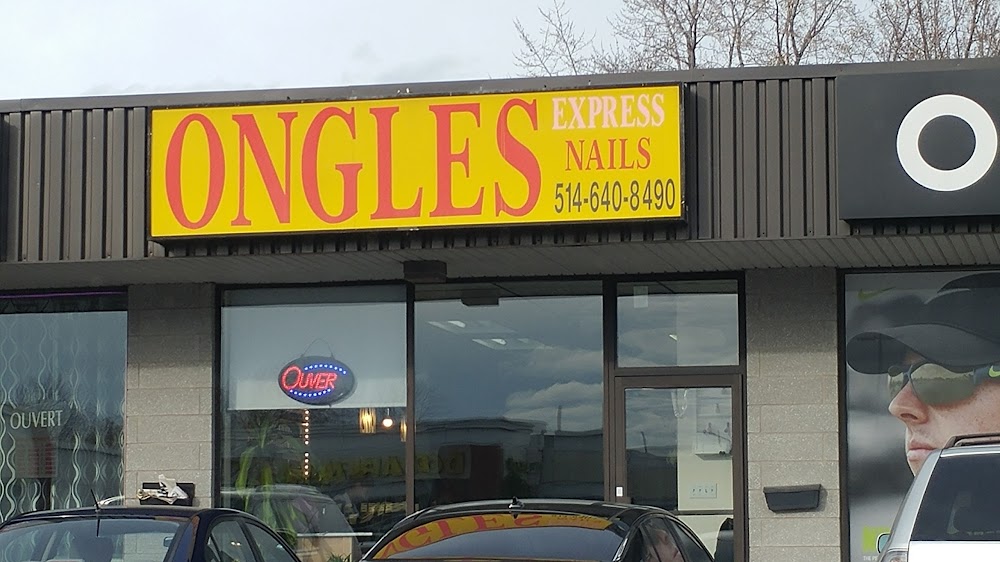 ONGLES
EXPRESS
NAILS
514-640-8490
O
OUVER
OUVERT